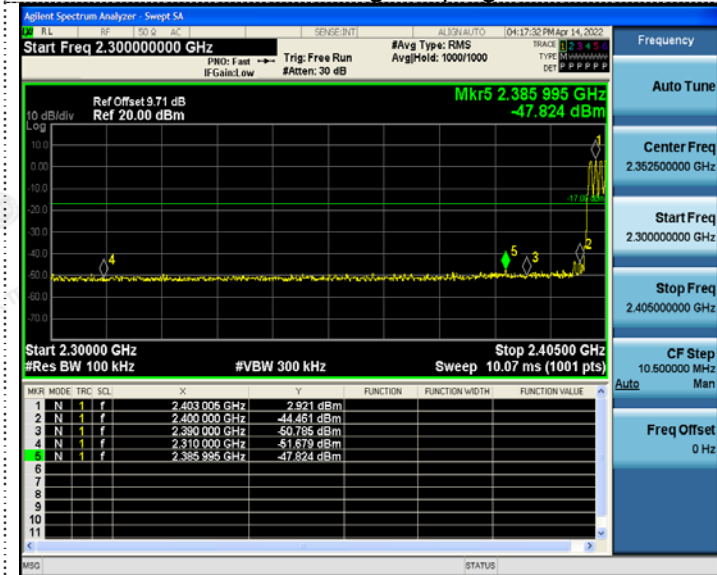 Agilent Spectrum Analyzer - Swept SA
RL RF 50 Ω AC SENSE:INT ALIGNAUTO 04:17:32 PM Apr 14, 2022
Start Freq 2.300000000 GHz #Avg Type: RMS TRACE 1 2 3 4 5 6
PNO: Fast Trig: Free Run Avg|Hold: 1000/1000 TYPE M
IFGain:Low #Atten: 30 dB DET P P P P P P
Mkr5 2.385 995 GHz
-47.824 dBm
Ref Offset 9.71 dB
10 dB/div Ref 20.00 dBm
Log
10.0
0.00
-10.0
-20.0
-30.0
-40.0
-50.0
-60.0
-70.0
1
2
3
4
5
Start 2.30000 GHz Stop 2.40500 GHz
#Res BW 100 kHz #VBW 300 kHz Sweep 10.07 ms (1001 pts)
MKR MODE TRC SCL X Y FUNCTION FUNCTION WIDTH FUNCTION VALUE
1 N 1 f 2.403 005 GHz 2.921 dBm
2 N 1 f 2.400 000 GHz -44.461 dBm
3 N 1 f 2.390 000 GHz -50.785 dBm
4 N 1 f 2.310 000 GHz -51.679 dBm
5 N 1 f 2.385 995 GHz -47.824 dBm
6
7
8
9
10
11
MSG STATUS
Frequency
Auto Tune
Center Freq
2.352500000 GHz
Start Freq
2.300000000 GHz
Stop Freq
2.405000000 GHz
CF Step
10.500000 MHz
Auto Man
Freq Offset
0 Hz